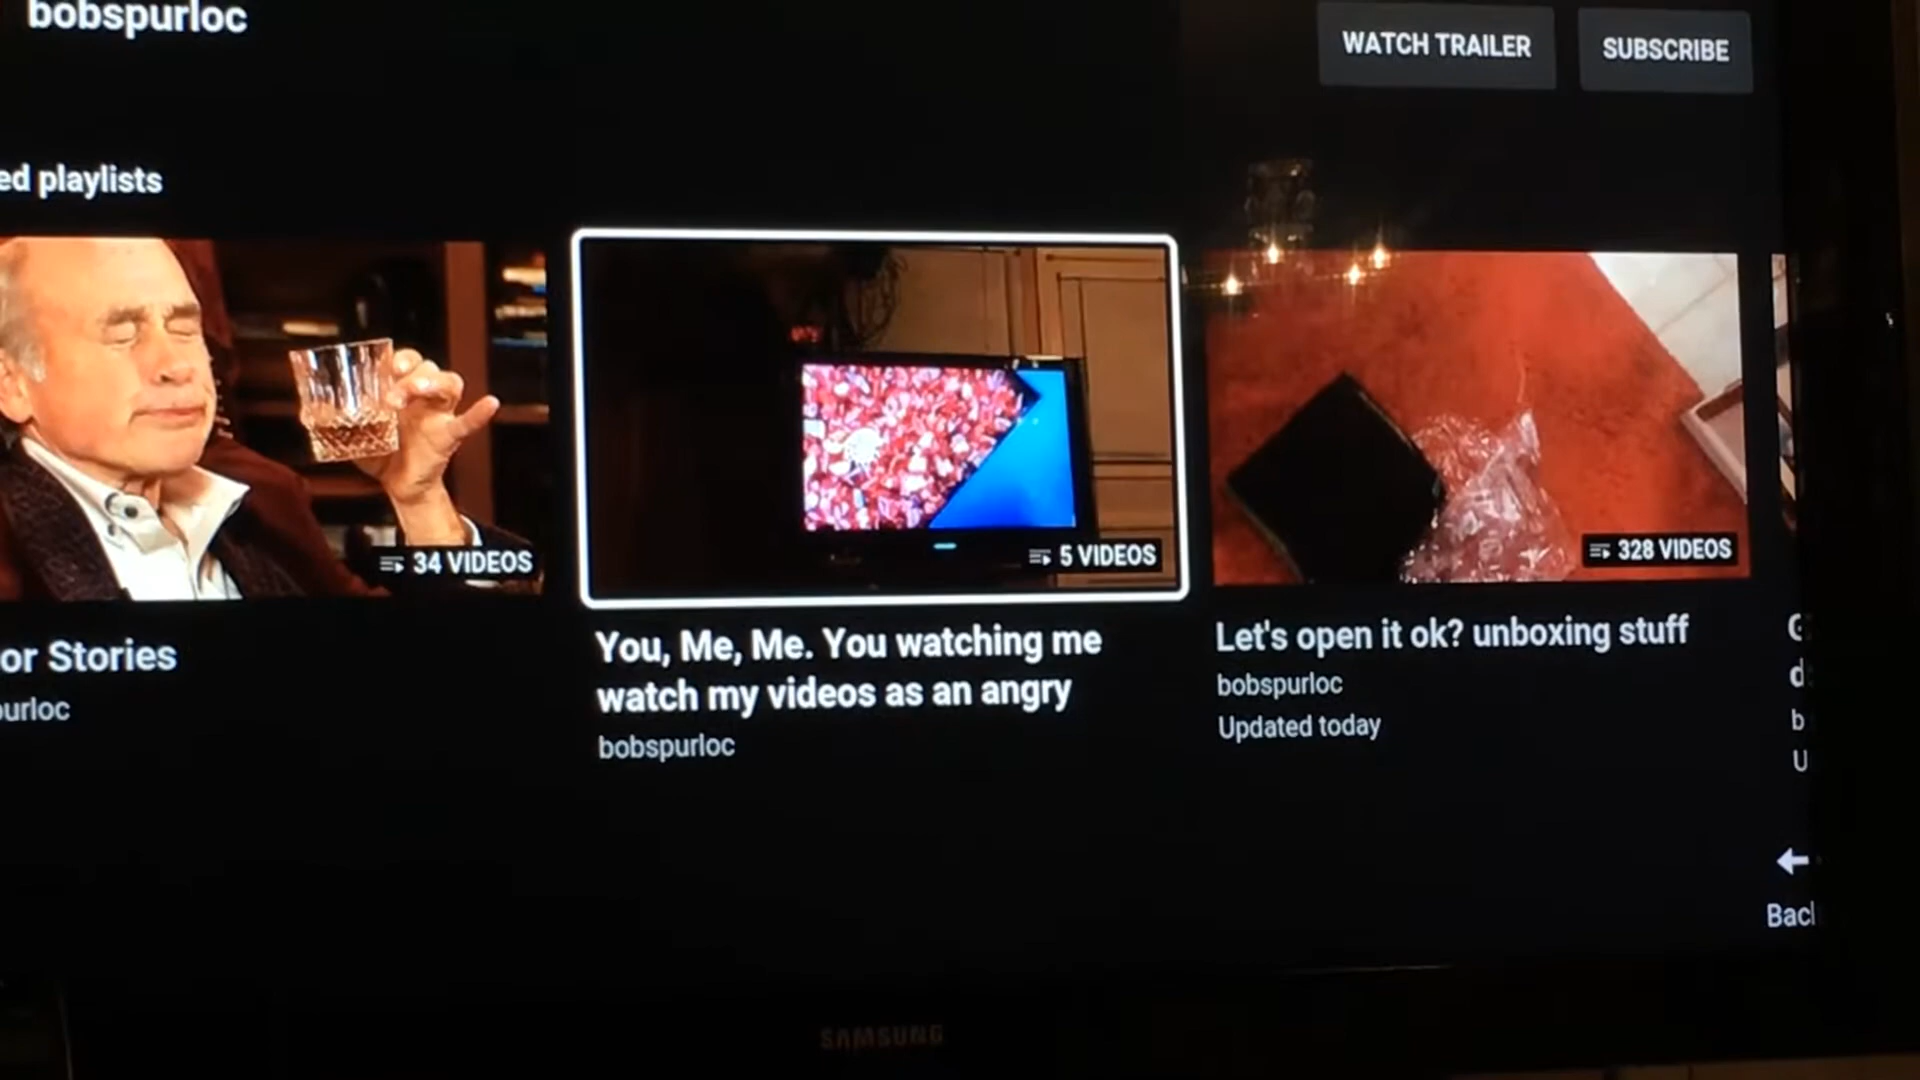 bobspurloc
WATCH TRAILER
SUBSCRIBE
ed playlists
34 VIDEOS
5 VIDEOS
328 VIDEOS
or Stories
urloc
You, Me, Me. You watching me
watch my videos as an angry
bobspurloc
Let's open it ok? unboxing stuff
bobspurloc
Updated today
b
U
Bac
SAMSUNG